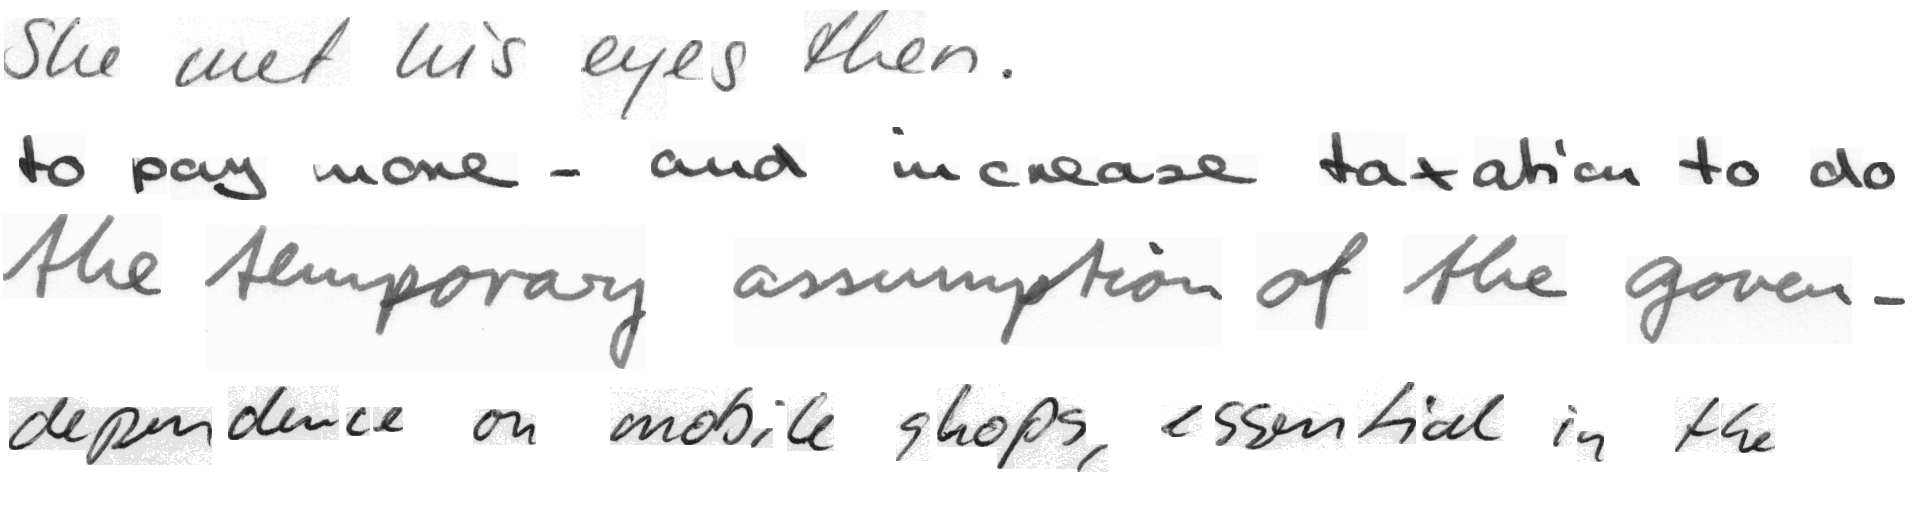 She met his eyes then.
to pay more - and increase taxation to do
the temporary assumption of the goven-
dependence on mobile shops, essential in the